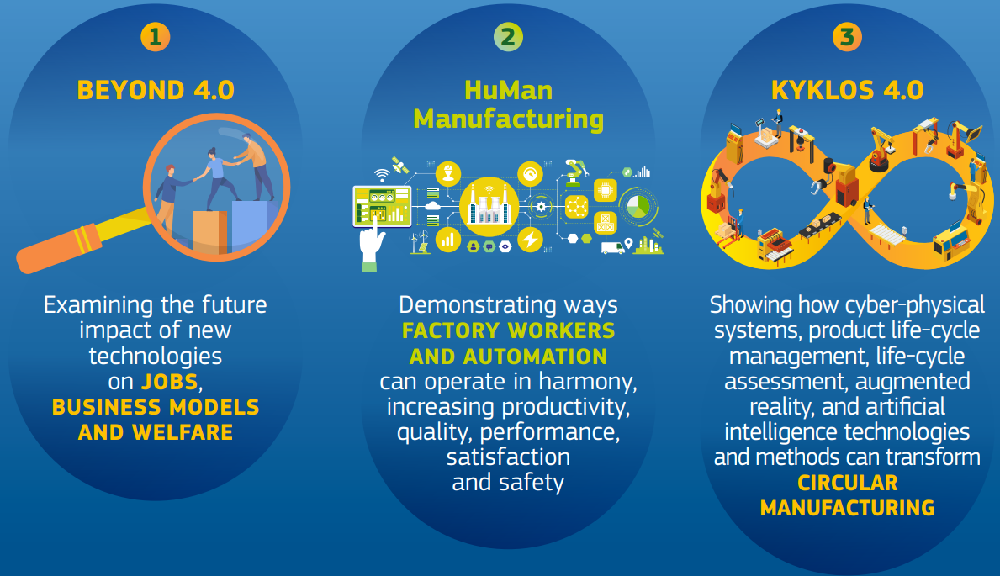 1
BEYOND 4.0
Examining the future
impact of new
technologies
on JOBS,
BUSINESS MODELS
AND WELFARE
2
HuMan
Manufacturing
Demonstrating ways
FACTORY WORKERS
AND AUTOMATION
can operate in harmony,
increasing productivity,
quality, performance,
satisfaction
and safety
3
KYKLOS 4.0
Showing how cyber-physical
systems, product life-cycle
management, life-cycle
assessment, augmented
reality, and artificial
intelligence technologies
and methods can transform
CIRCULAR
MANUFACTURING